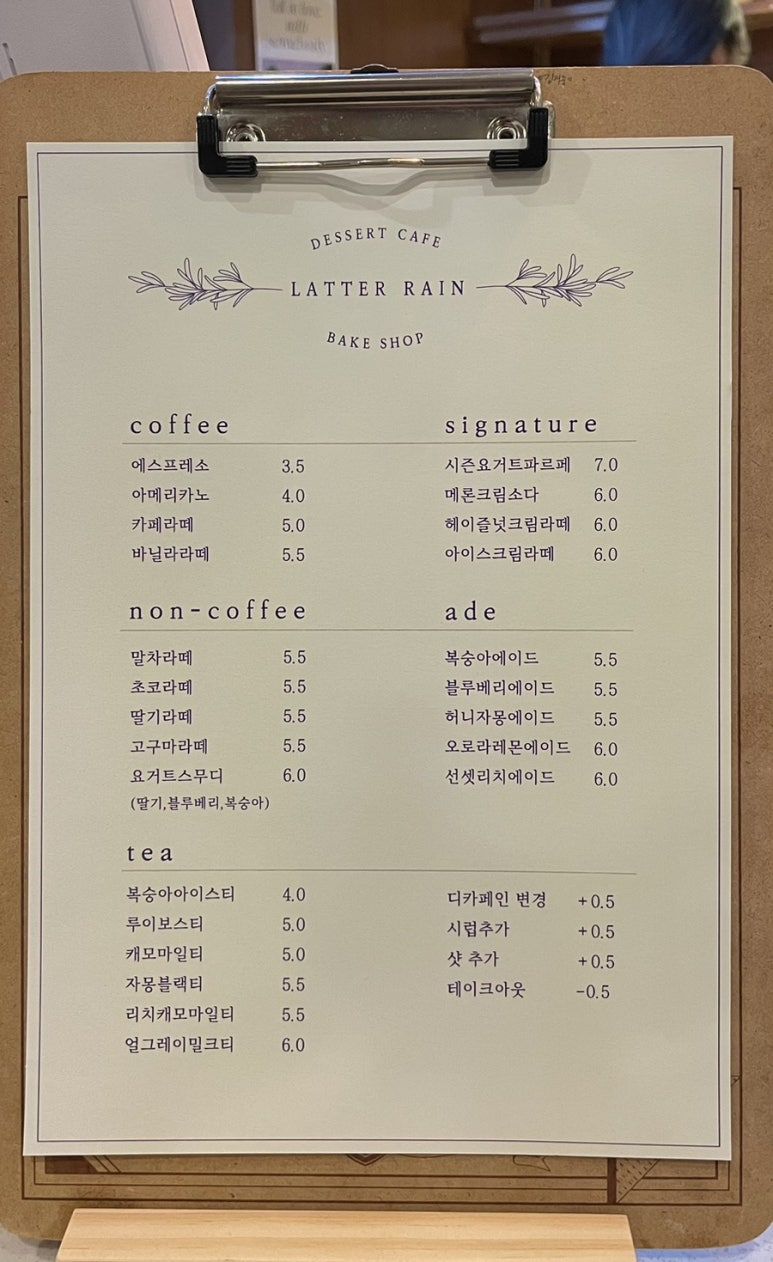 DESSERT CAFE
LATTER RAIN
BAKE SHOP
coffee
에스프레소 3.5
아메리카노 4.0
카페라떼 5.0
바닐라라떼 5.5
signature
시즌요거트파르페 7.0
메론크림소다 6.0
헤이즐넛크림라떼 6.0
아이스크림라떼 6.0
non-coffee
말차라떼 5.5
초코라떼 5.5
딸기라떼 5.5
고구마라떼 5.5
요거트스무디 6.0
(딸기,블루베리,복숭아)
ade
복숭아에이드 5.5
블루베리에이드 5.5
허니자몽에이드 5.5
오로라레몬에이드 6.0
선셋리치에이드 6.0
tea
복숭아아이스티 4.0
루이보스티 5.0
캐모마일티 5.0
자몽블랙티 5.5
리치캐모마일티 5.5
얼그레이밀크티 6.0
디카페인 변경 +0.5
시럽추가 +0.5
샷 추가 +0.5
테이크아웃 -0.5